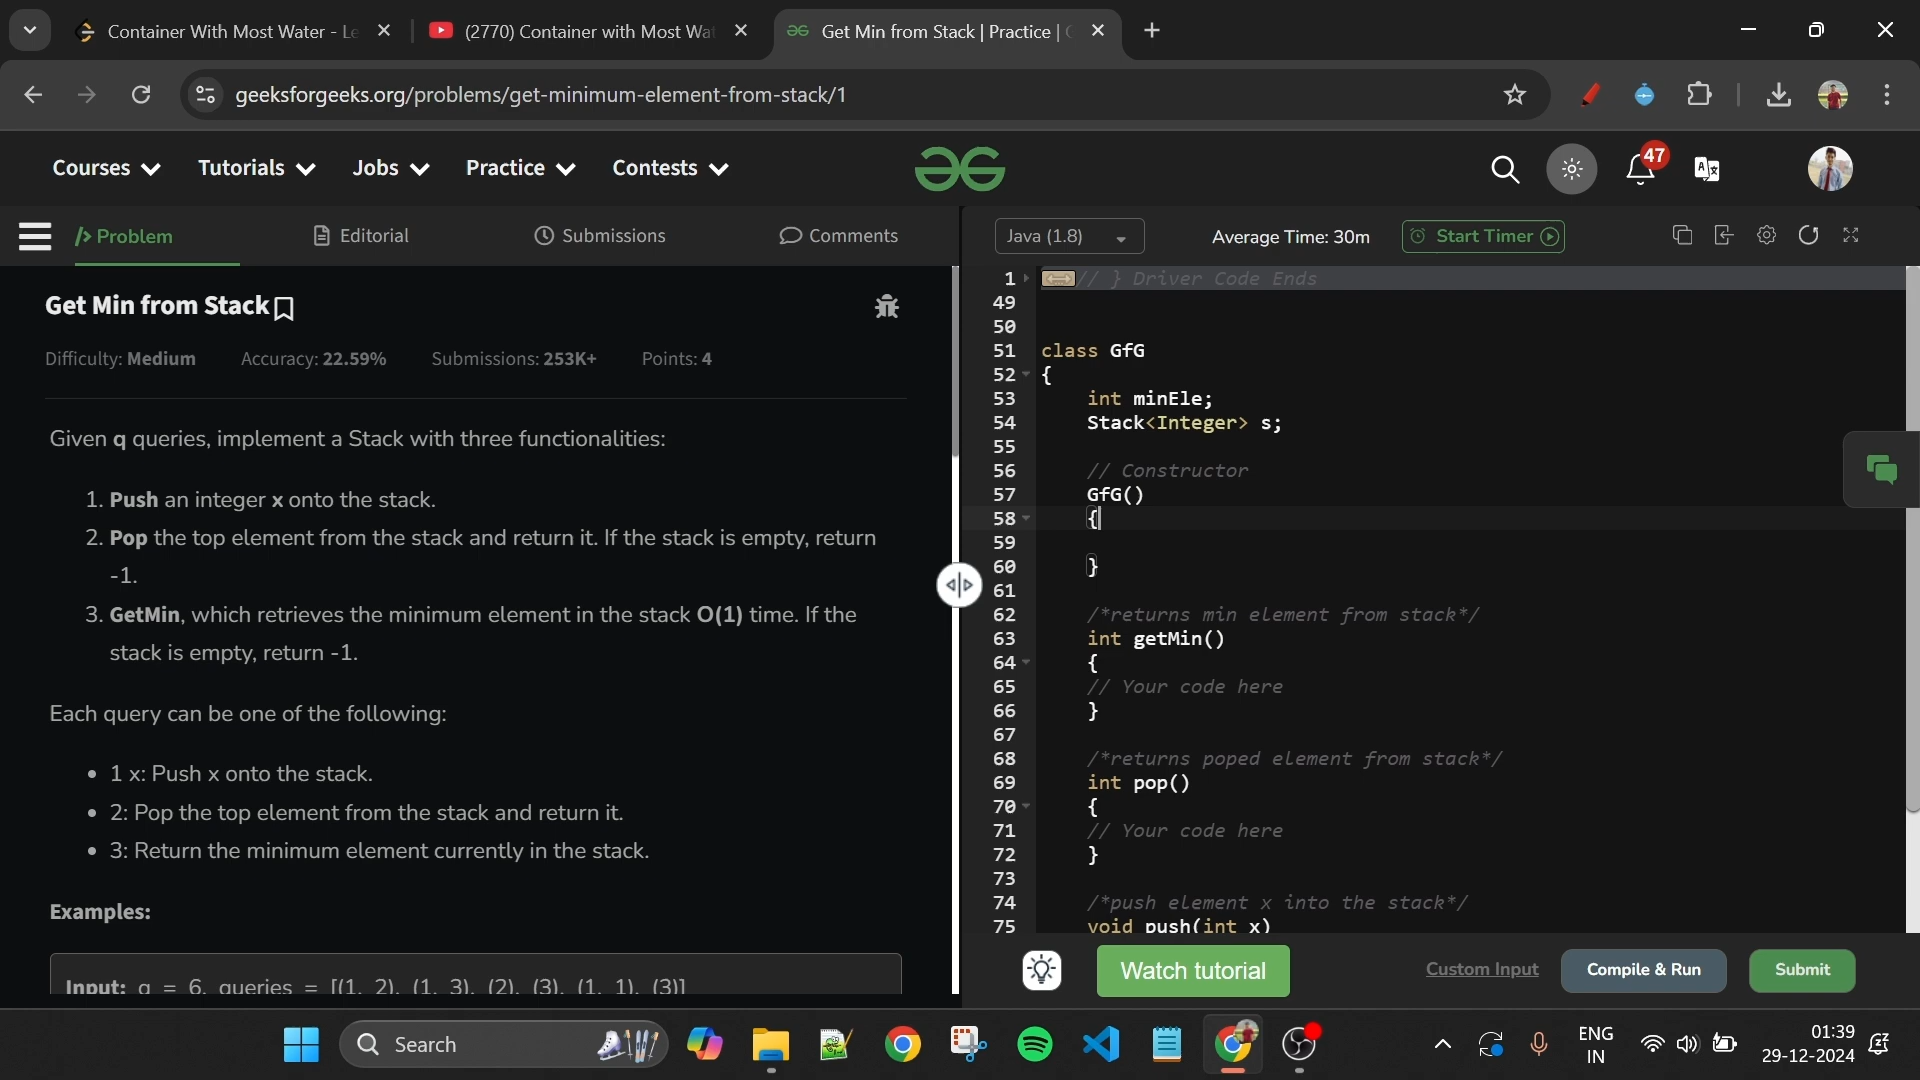 Container With Most Water - Le
(2770) Container with Most Wat
Get Min from Stack | Practice |
geeksforgeeks.org/problems/get-minimum-element-from-stack/1
Courses
Tutorials
Jobs
Practice
Contests
47
Problem
Editorial
Submissions
Comments
Java (1.8)
Average Time: 30m
Start Timer
Get Min from Stack
Difficulty: Medium
Accuracy: 22.59%
Submissions: 253K+
Points: 4
Given q queries, implement a Stack with three functionalities:
1. Push an integer x onto the stack.
2. Pop the top element from the stack and return it. If the stack is empty, return
-1.
3. GetMin, which retrieves the minimum element in the stack O(1) time. If the
stack is empty, return -1.
Each query can be one of the following:
• 1 x: Push x onto the stack.
• 2: Pop the top element from the stack and return it.
• 3: Return the minimum element currently in the stack.
Examples:
Input: q = 6, queries = [(1, 2), (1, 3), (2), (3), (1, 1), (3)]
1 // } Driver Code Ends
49
50
51 class GfG
52 {
53 int minEle;
54 Stack<Integer> s;
55
56 // Constructor
57 GfG()
58 {
59
60 }
61
62 /*returns min element from stack*/
63 int getMin()
64 {
65 // Your code here
66 }
67
68 /*returns poped element from stack*/
69 int pop()
70 {
71 // Your code here
72 }
73
74 /*push element x into the stack*/
75 void push(int x)
Watch tutorial
Custom Input
Compile & Run
Submit
Search
ENG
IN
01:39
29-12-2024